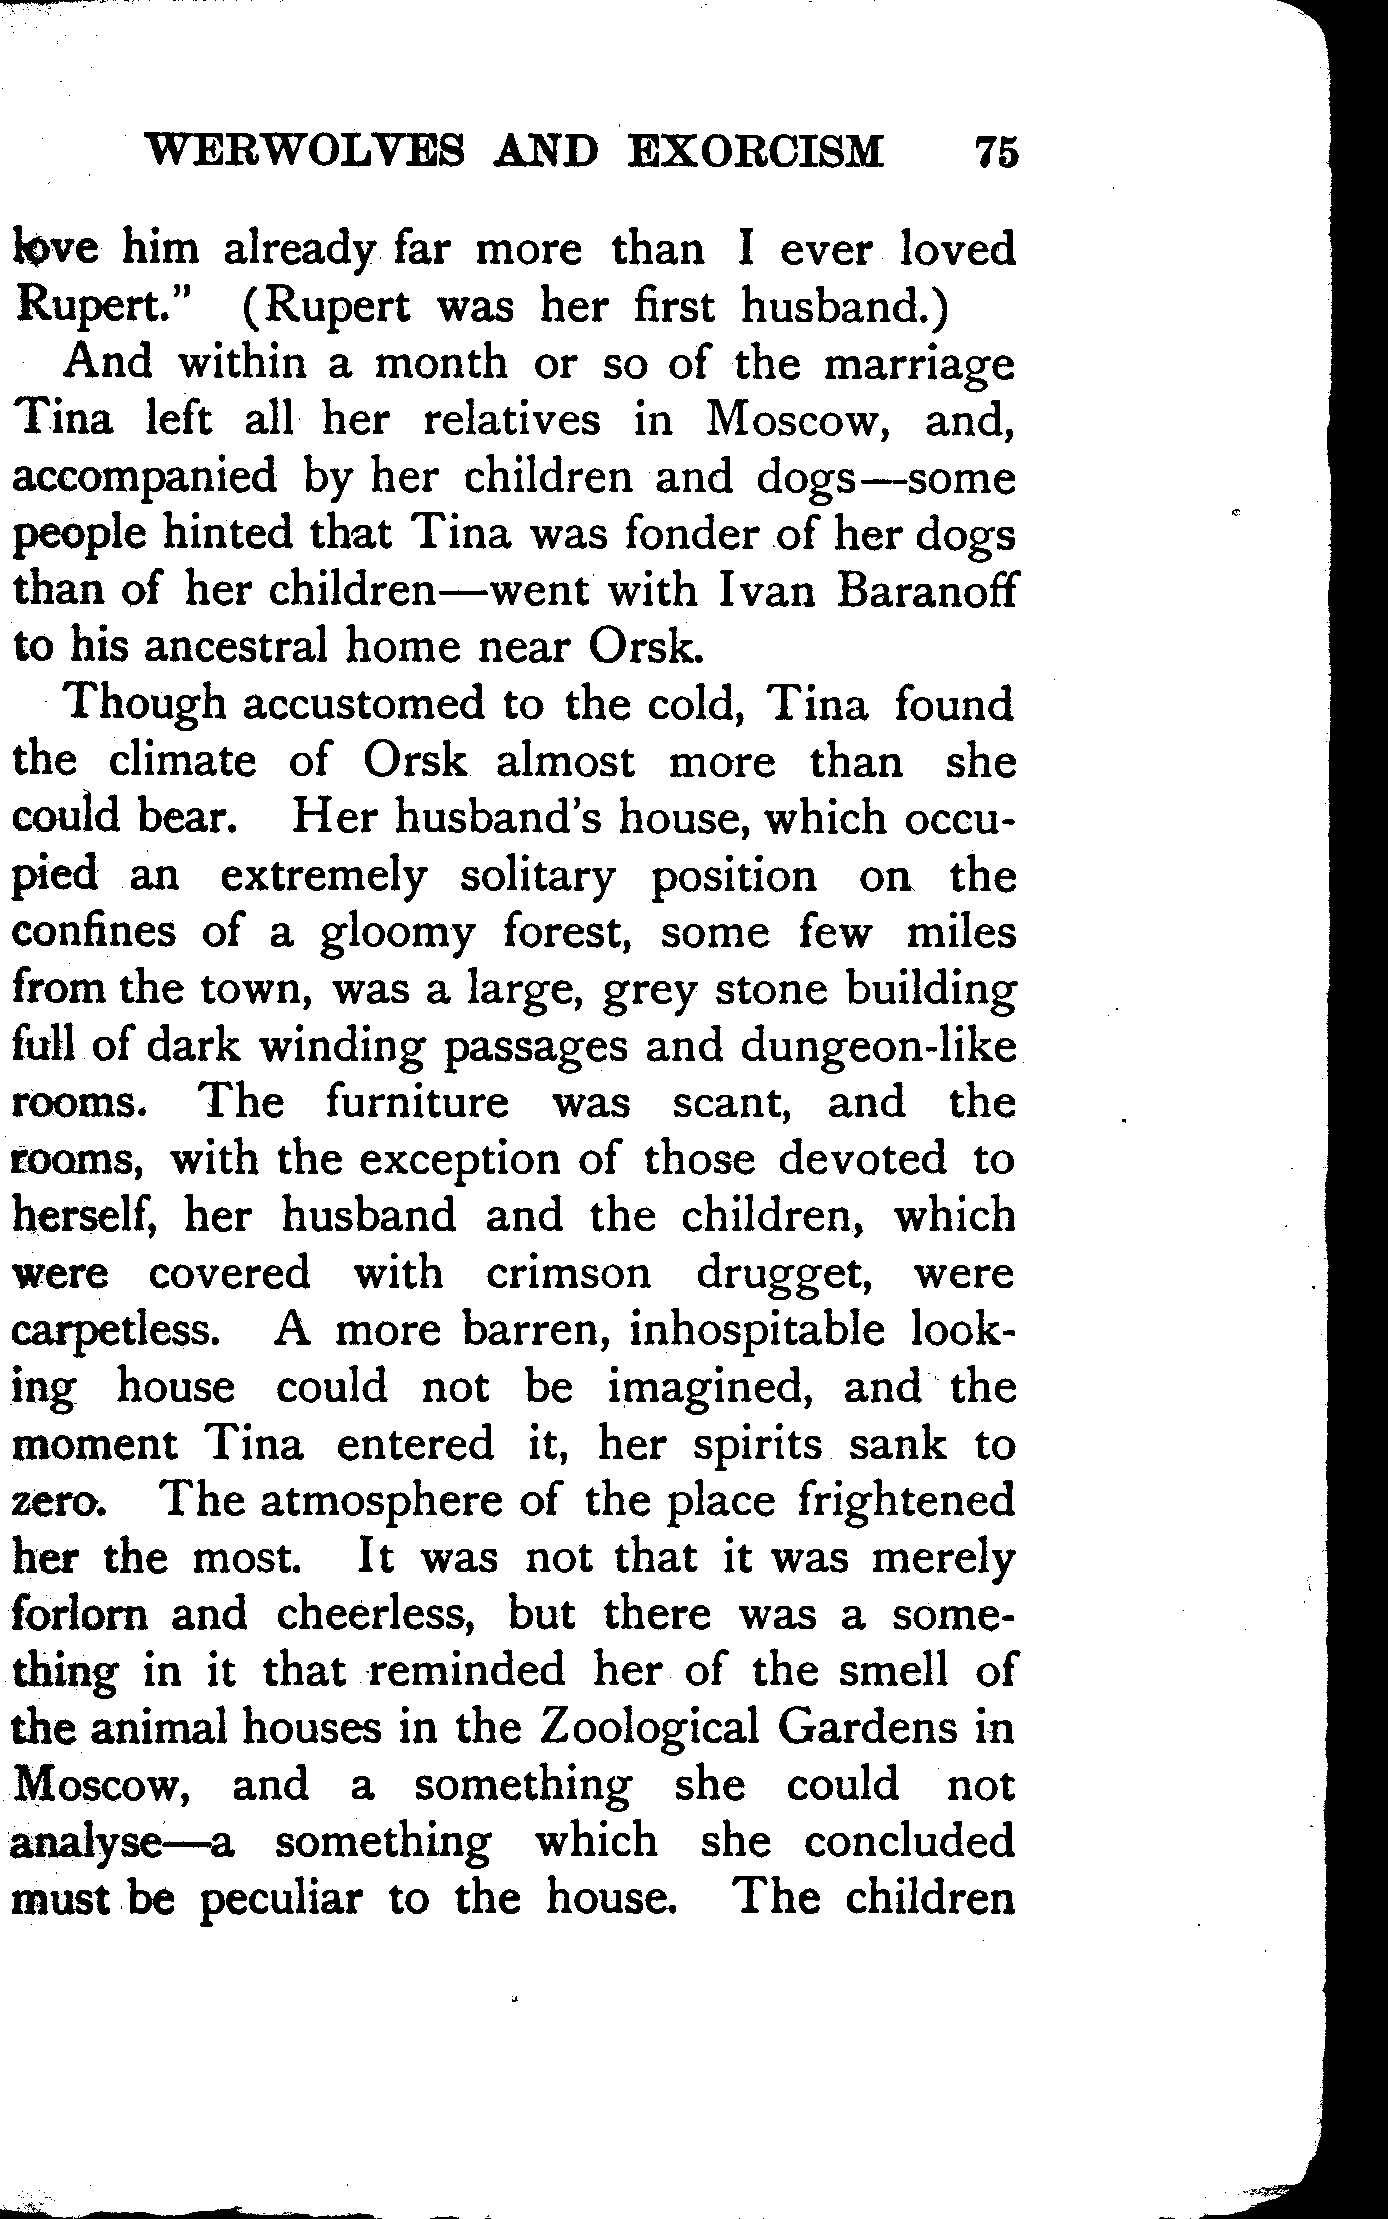 WERWOLVES AND EXORCISM 75
love him already far more than I ever loved
Rupert." (Rupert was her first husband.)
And within a month or so of the marriage
Tina left all her relatives in Moscow, and,
accompanied by her children and dogs—some
people hinted that Tina was fonder of her dogs
than of her children—went with Ivan Baranoff
to his ancestral home near Orsk.
Though accustomed to the cold, Tina found
the climate of Orsk almost more than she
could bear. Her husband's house, which occu-
pied an extremely solitary position on the
confines of a gloomy forest, some few miles
from the town, was a large, grey stone building
full of dark winding passages and dungeon-like
rooms. The furniture was scant, and the
rooms, with the exception of those devoted to
herself, her husband and the children, which
were covered with crimson drugget, were
carpetless. A more barren, inhospitable look-
ing house could not be imagined, and the
moment Tina entered it, her spirits sank to
zero. The atmosphere of the place frightened
her the most. It was not that it was merely
forlorn and cheerless, but there was a some-
thing in it that reminded her of the smell of
the animal houses in the Zoological Gardens in
Moscow, and a something she could not
analyse—a something which she concluded
must be peculiar to the house. The children